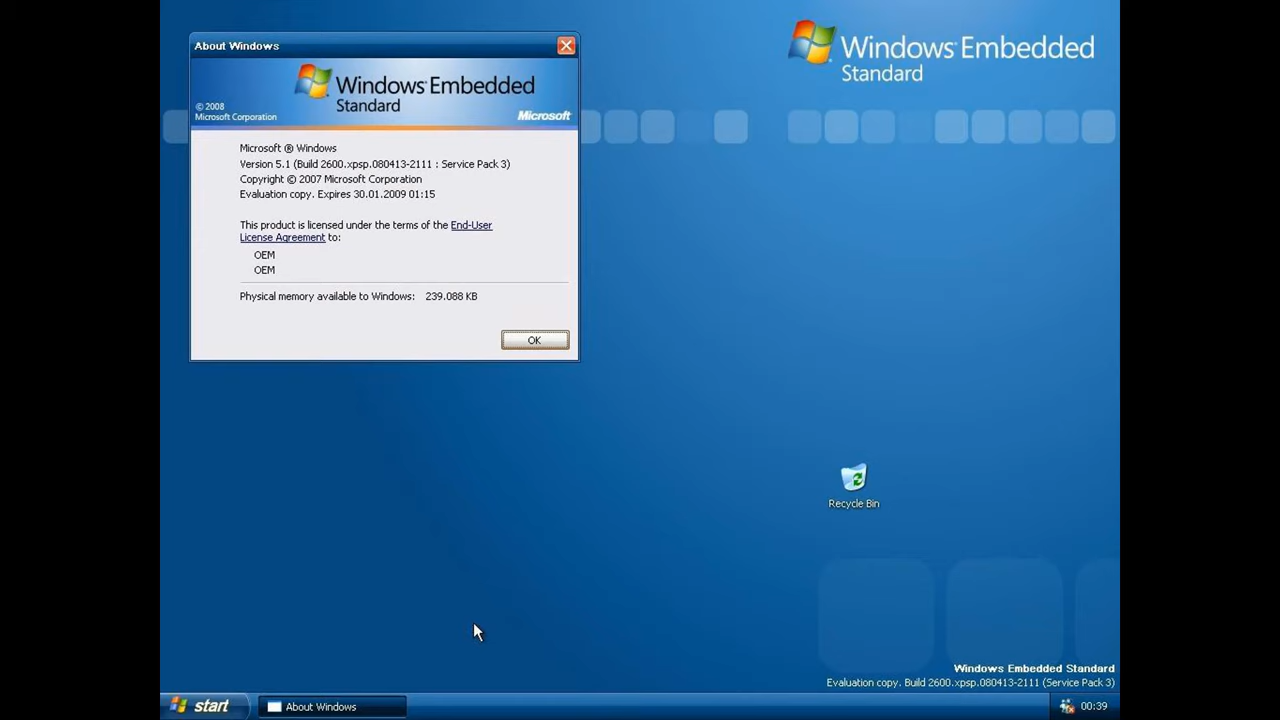 About Windows
Windows® Embedded
Standard
© 2008
Microsoft Corporation
Microsoft
Microsoft ® Windows
Version 5.1 (Build 2600.xpsp.080413-2111 : Service Pack 3)
Copyright © 2007 Microsoft Corporation
Evaluation copy. Expires 30.01.2009 01:15
This product is licensed under the terms of the End-User
License Agreement to:
OEM
OEM
Physical memory available to Windows: 239.088 KB
OK
Windows® Embedded
Standard
Recycle Bin
Windows Embedded Standard
Evaluation copy. Build 2600.xpsp.080413-2111 (Service Pack 3)
start
About Windows
00:39